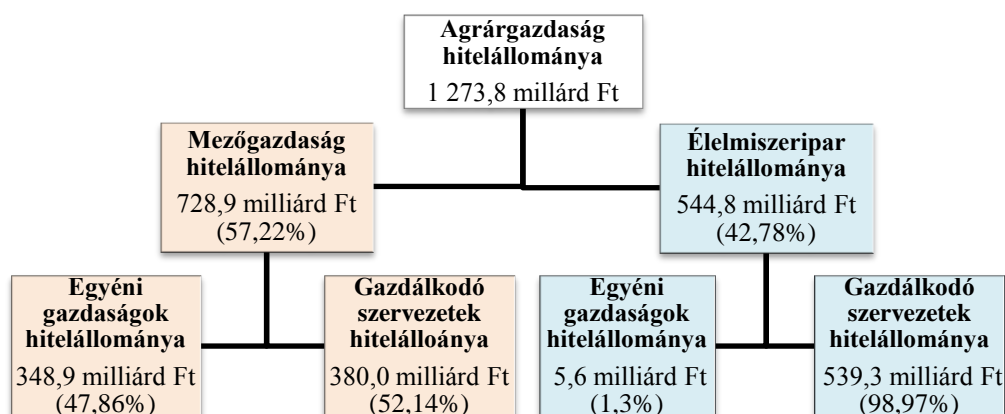 Agrárgazdaság
hitelállománya
1 273,8 millárd Ft
Mezőgazdaság
hitelállománya
728,9 milliárd Ft
(57,22%)
Élelmiszeripar
hitelállománya
544,8 milliárd Ft
(42,78%)
Egyéni
gazdaságok
hitelállománya
348,9 milliárd Ft
(47,86%)
Gazdálkodó
szervezetek
hitelálloánya
380,0 milliárd Ft
(52,14%)
Egyéni
gazdaságok
hitelállománya
5,6 milliárd Ft
(1,3%)
Gazdálkodó
szervezetek
hitelállománya
539,3 milliárd Ft
(98,97%)